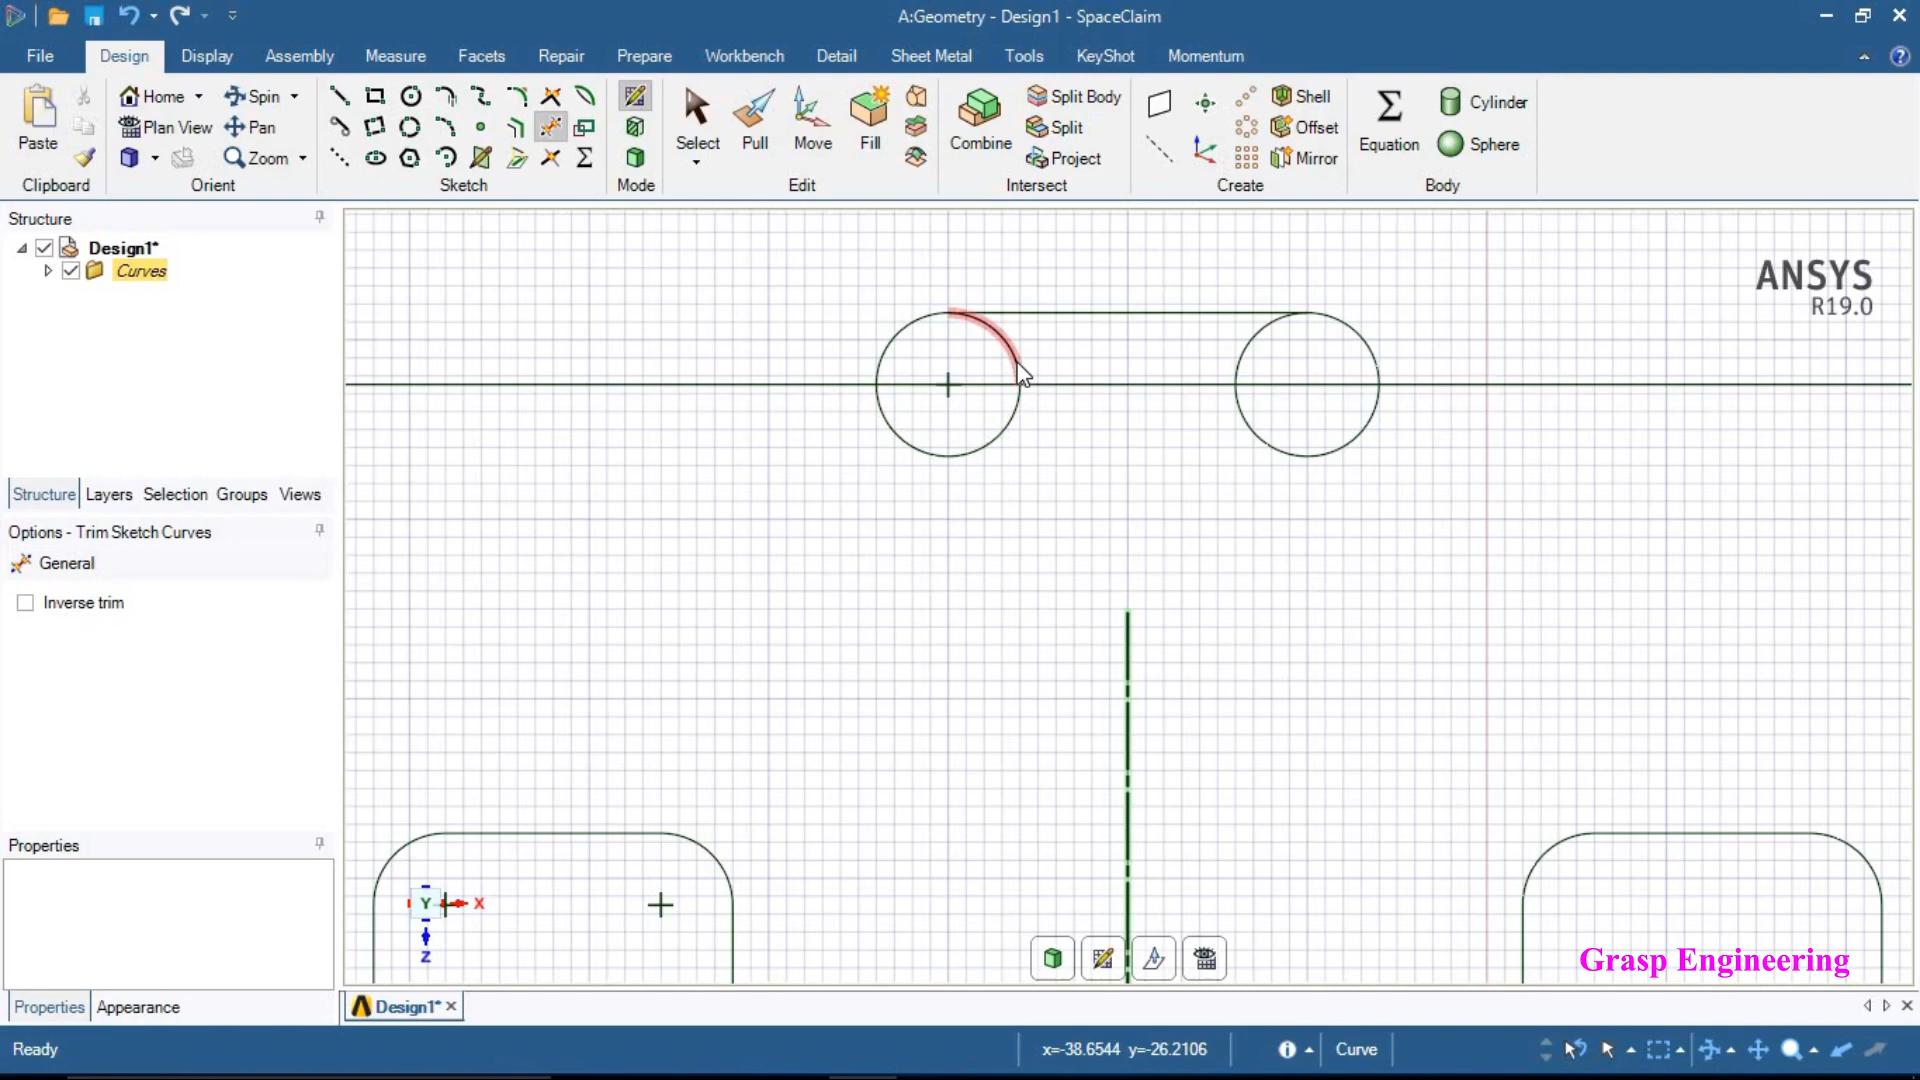 A:Geometry - Design1 - SpaceClaim
File Design Display Assembly Measure Facets Repair Prepare Workbench Detail Sheet Metal Tools KeyShot Momentum
Paste
Clipboard
Home Spin
Plan View Pan
Zoom
Orient
Sketch
Mode
Select Pull Move Fill
Edit
Combine
Split Body
Split
Project
Intersect
Shell
Offset
Mirror
Create
Equation
Cylinder
Sphere
Body
Structure
Design1*
Curves
Structure Layers Selection Groups Views
Options - Trim Sketch Curves
General
Inverse trim
Properties
Properties Appearance
ANSYS
R19.0
Y X
Z
Grasp Engineering
Design1*
Ready
x=-38.6544 y=-26.2106
Curve